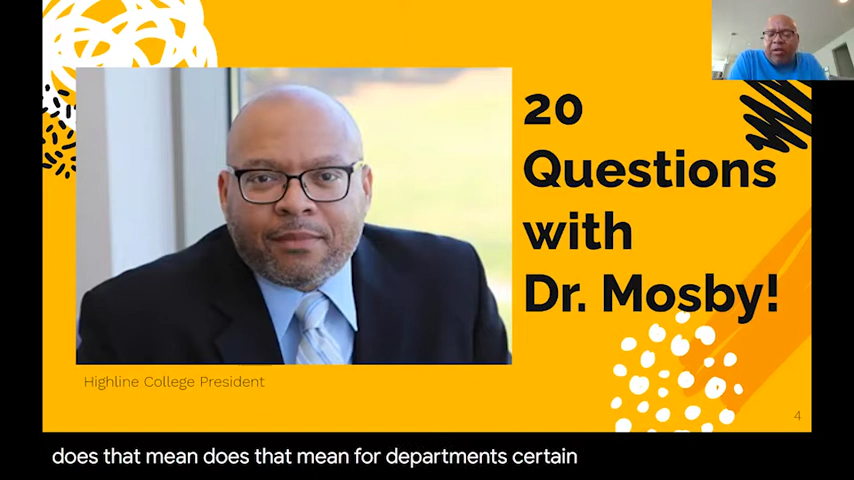 20
Questions
with
Dr. Mosby!
Highline College President
4
does that mean does that mean for departments certain